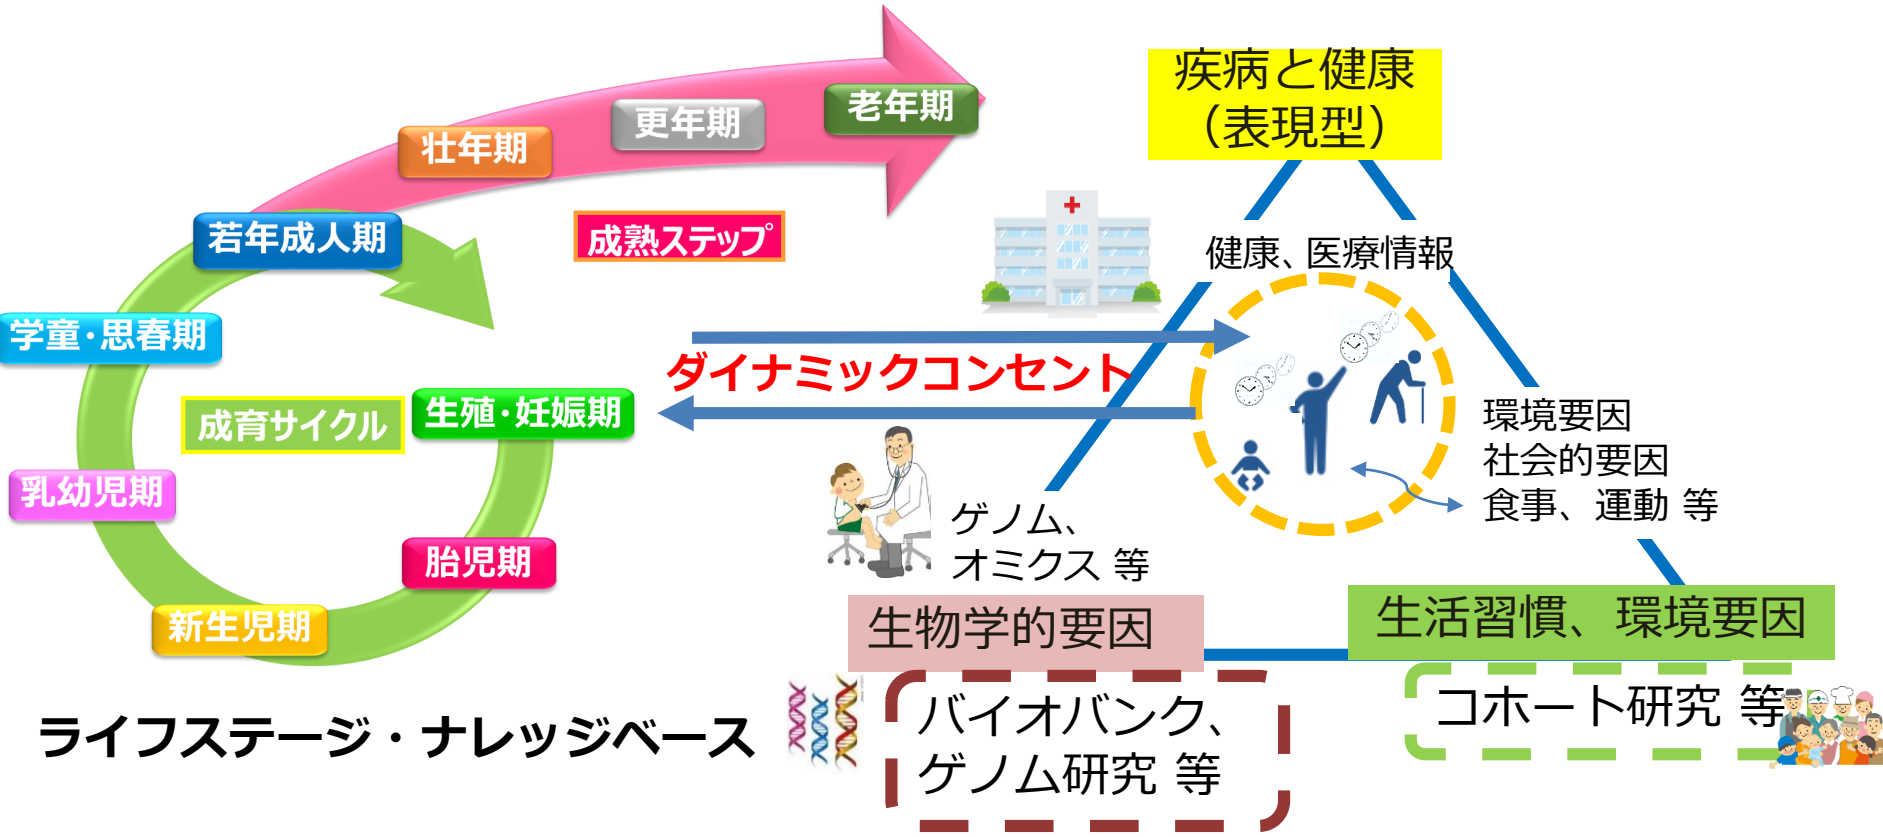 老年期
更年期
壮年期
若年成人期
成熟ステップ
学童・思春期
成育サイクル
生殖・妊娠期
乳幼児期
胎児期
新生児期
ライフステージ・ナレッジベース
ダイナミックコンセント
疾病と健康
（表現型）
健康、医療情報
環境要因
社会的要因
食事、運動 等
ゲノム、
オミクス 等
生物学的要因
バイオバンク、
ゲノム研究 等
生活習慣、環境要因
コホート研究 等